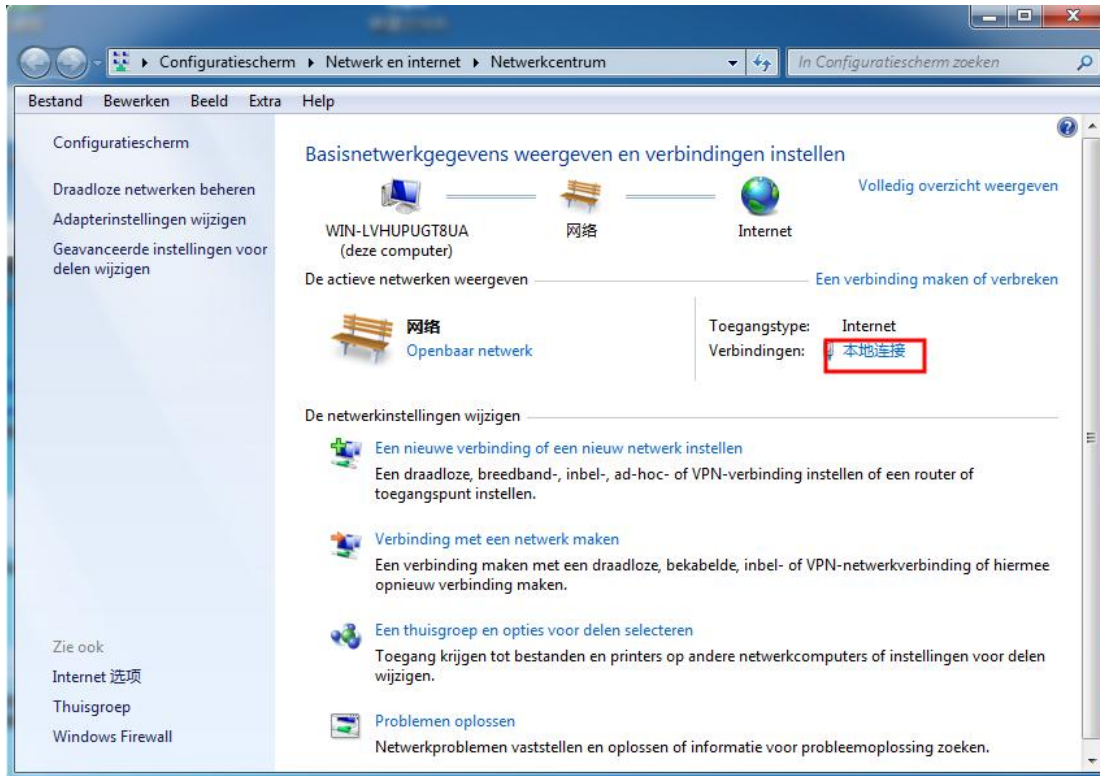 Configuratiescherm ▸ Netwerk en internet ▸ Netwerkcentrum
In Configuratiescherm zoeken
Bestand Bewerken Beeld Extra Help
Configuratiescherm
Draadloze netwerken beheren
Adapterinstellingen wijzigen
Geavanceerde instellingen voor
delen wijzigen
Zie ook
Internet 选项
Thuisgroep
Windows Firewall
Basisnetwerkgegevens weergeven en verbindingen instellen
Volledig overzicht weergeven
WIN-LVHUPUGT8UA
(deze computer)
网络
Internet
De actieve netwerken weergeven
Een verbinding maken of verbreken
网络
Openbaar netwerk
Toegangstype: Internet
Verbindingen: 本地连接
De netwerkinstellingen wijzigen
Een nieuwe verbinding of een nieuw netwerk instellen
Een draadloze, breedband-, inbel-, ad-hoc- of VPN-verbinding instellen of een router of
toegangspunt instellen.
Verbinding met een netwerk maken
Een verbinding maken met een draadloze, bekabelde, inbel- of VPN-netwerkverbinding of hiermee
opnieuw verbinding maken.
Een thuisgroep en opties voor delen selecteren
Toegang krijgen tot bestanden en printers op andere netwerkcomputers of instellingen voor delen
wijzigen.
Problemen oplossen
Netwerkproblemen vaststellen en oplossen of informatie voor probleemoplossing zoeken.